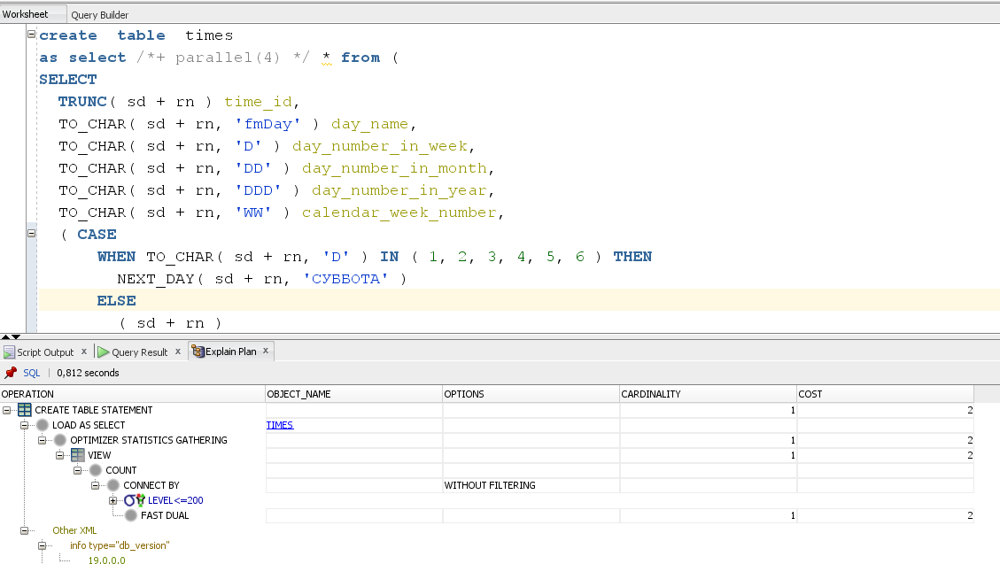 Worksheet Query Builder
create table times
as select /*+ parallel(4) */ * from (
SELECT
TRUNC( sd + rn ) time_id,
TO_CHAR( sd + rn, 'fmDay' ) day_name,
TO_CHAR( sd + rn, 'D' ) day_number_in_week,
TO_CHAR( sd + rn, 'DD' ) day_number_in_month,
TO_CHAR( sd + rn, 'DDD' ) day_number_in_year,
TO_CHAR( sd + rn, 'WW' ) calendar_week_number,
( CASE
WHEN TO_CHAR( sd + rn, 'D' ) IN ( 1, 2, 3, 4, 5, 6 ) THEN
NEXT_DAY( sd + rn, 'СУББОТА' )
ELSE
( sd + rn )
Script Output x Query Result x Explain Plan x
SQL | 0,812 seconds
OPERATION OBJECT_NAME OPTIONS CARDINALITY COST
CREATE TABLE STATEMENT 1 2
LOAD AS SELECT TIMES
OPTIMIZER STATISTICS GATHERING 1 2
VIEW 1 2
COUNT
CONNECT BY WITHOUT FILTERING
LEVEL<=200
FAST DUAL 1 2
Other XML
info type="db_version"
19.0.0.0